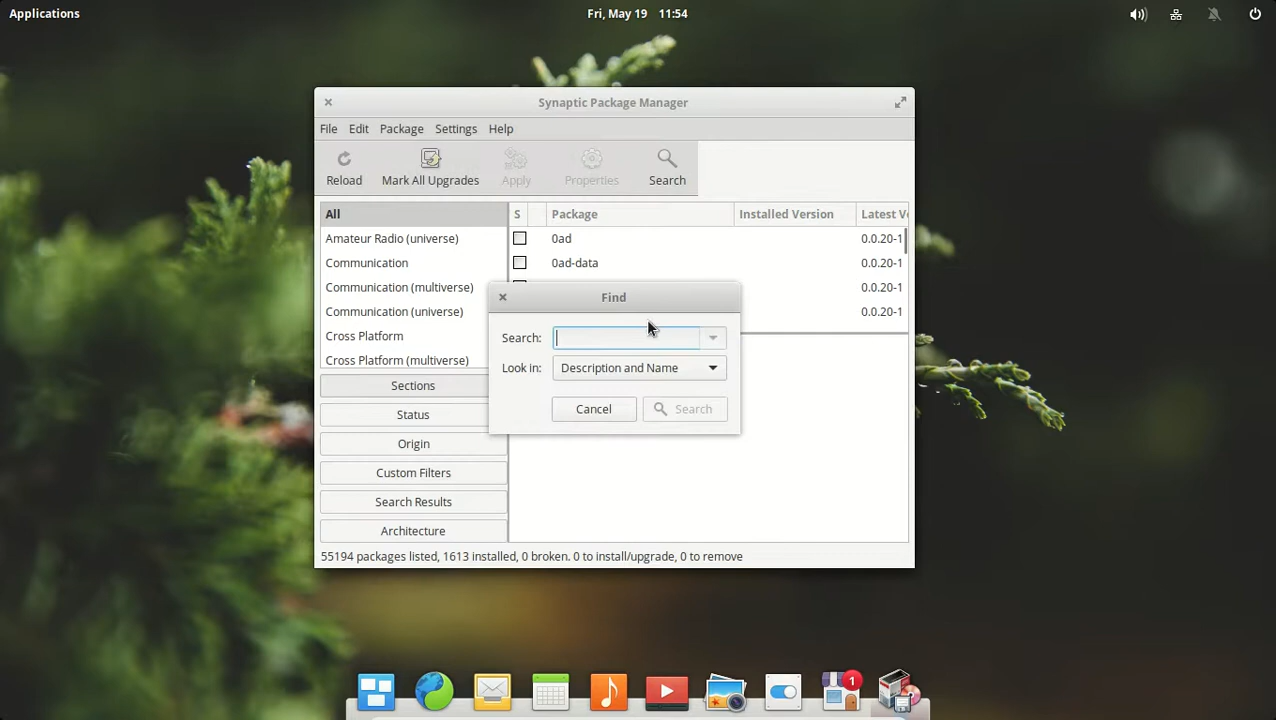 Applications
Fri, May 19 11:54
Synaptic Package Manager
File Edit Package Settings Help
Reload Mark All Upgrades Apply Properties Search
All
S Package Installed Version Latest V
Amateur Radio (universe)
0ad 0.0.20-1
Communication
0ad-data 0.0.20-1
Communication (multiverse)
0.0.20-1
Communication (universe)
0.0.20-1
Cross Platform
Cross Platform (multiverse)
Find
Search:
Look in: Description and Name
Cancel Search
Sections
Status
Origin
Custom Filters
Search Results
Architecture
55194 packages listed, 1613 installed, 0 broken. 0 to install/upgrade, 0 to remove
1